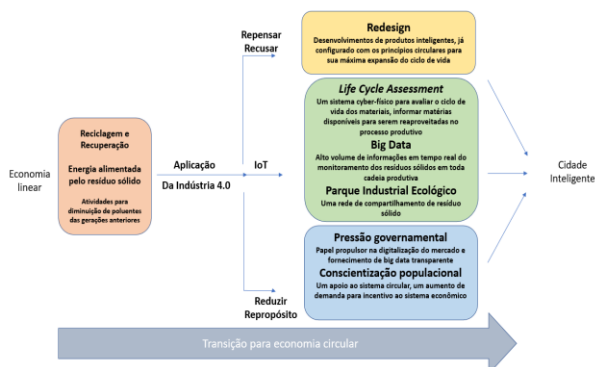 Economia
linear
Reciclagem e
Recuperação
Energia alimentada
pelo resíduo sólido
Atividades para
diminuição de poluentes
das gerações anteriores
Aplicação
Da Indústria 4.0
IoT
Repensar
Recusar
Reduzir
Repropósito
Redesign
Desenvolvimentos de produtos inteligentes, já
configurado com os princípios circulares para
sua máxima expansão do ciclo de vida
Life Cycle Assessment
Um sistema cyber-físico para avaliar o ciclo de
vida dos materiais, informar matérias
disponíveis para serem reaproveitadas no
processo produtivo
Big Data
Alto volume de informações em tempo real do
monitoramento dos resíduos sólidos em toda
cadeia produtiva
Parque Industrial Ecológico
Uma rede de compartilhamento de resíduo
sólido
Pressão governamental
Papel propulsor na digitalização do mercado e
fornecimento de big data transparente
Conscientização populacional
Um apoio ao sistema circular, um aumento de
demanda para incentivo ao sistema econômico
Cidade
Inteligente
Transição para economia circular